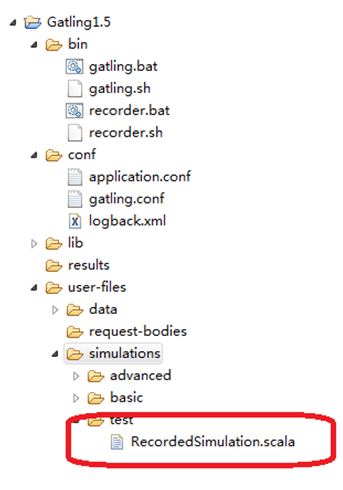 Gatling1.5
bin
gatling.bat
gatling.sh
recorder.bat
recorder.sh
conf
application.conf
gatling.conf
logback.xml
lib
results
user-files
data
request-bodies
simulations
advanced
basic
test
RecordedSimulation.scala